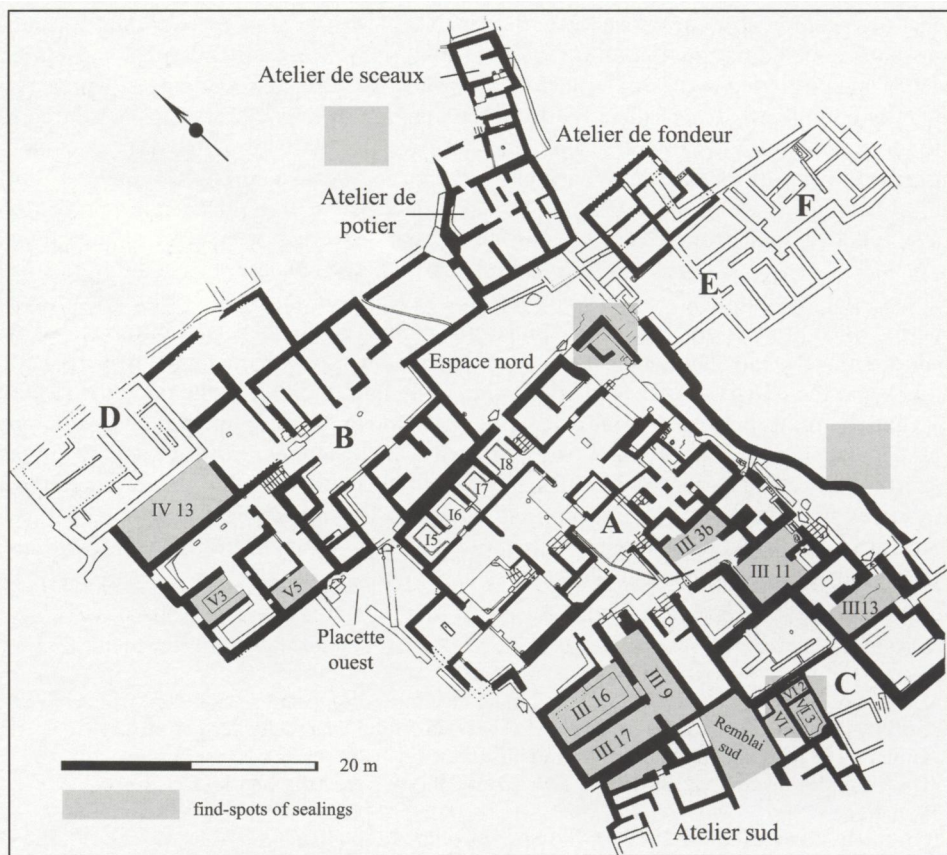 Atelier de sceaux
Atelier de fondeur
Atelier de
potier
F
E
Espace nord
D
B
I8
I7
I6
I5
A
IV 13
III 3b
III 11
V3
V5
III13
Placette
ouest
III 9
III 16
C
VI 2
VI 3
VI 1
III 17
Remblai
sud
20 m
find-spots of sealings
Atelier sud